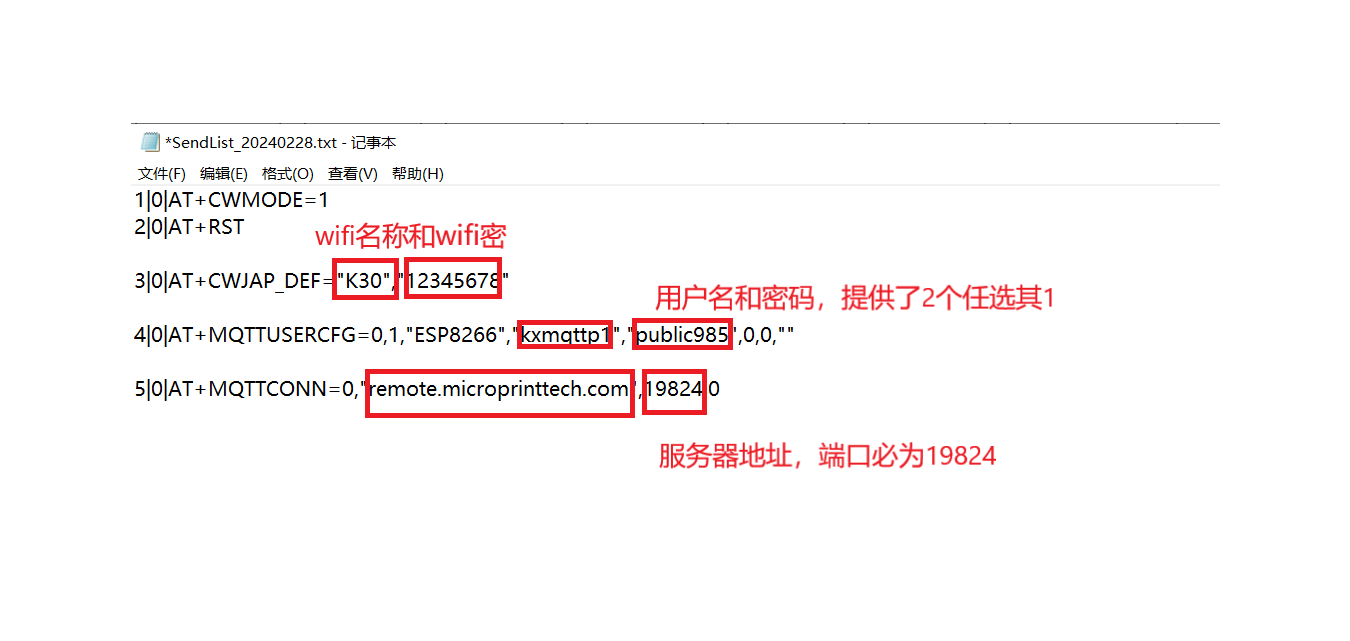 *SendList_20240228.txt - 记事本
文件(F) 编辑(E) 格式(O) 查看(V) 帮助(H)
1|0|AT+CWMODE=1
2|0|AT+RST
wifi名称和wifi密
3|0|AT+CWJAP_DEF="K30","12345678"
用户名和密码，提供了2个任选其1
4|0|AT+MQTTUSERCFG=0,1,"ESP8266","kxmqttp1","public985",0,0,""
5|0|AT+MQTTCONN=0,"remote.microprinttech.com",19824,0
服务器地址，端口必为19824